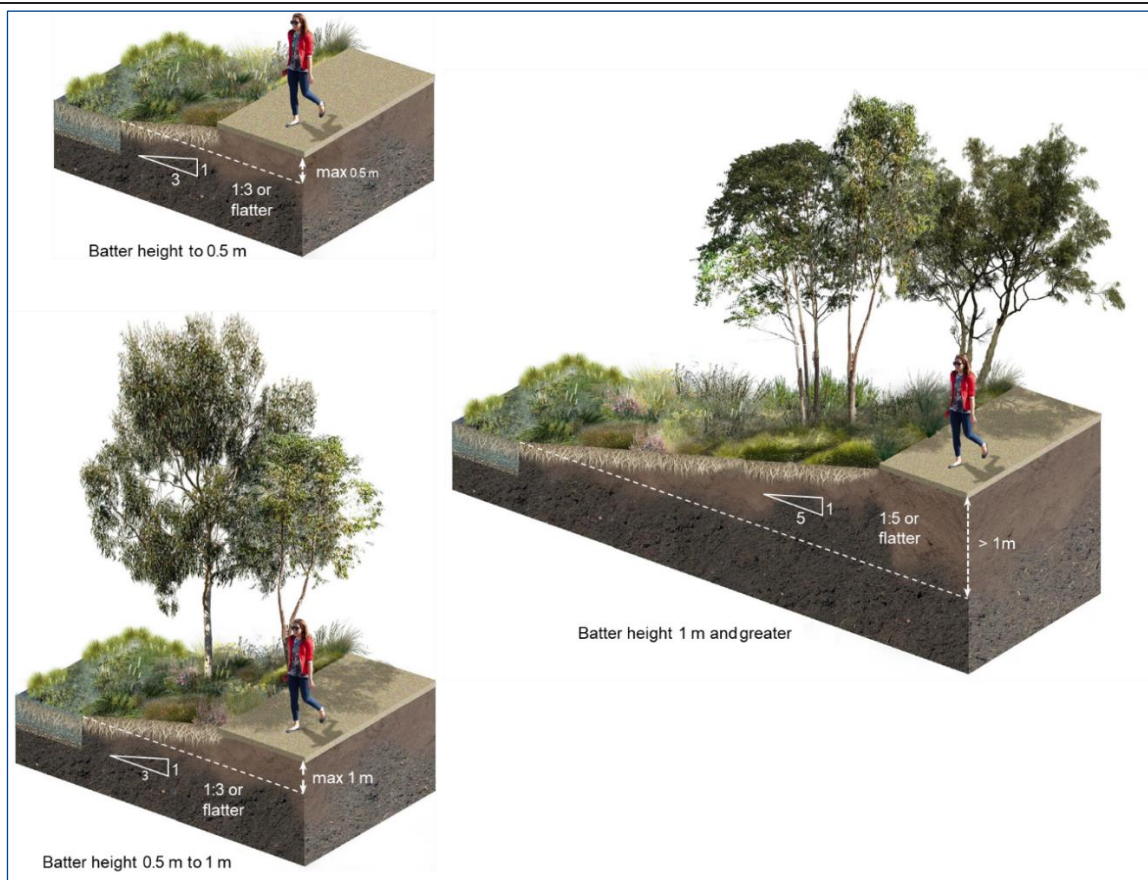 3
1
1:3 or
flatter
max 0.5 m
Batter height to 0.5 m
5
1
1:5 or
flatter
> 1m
Batter height 1 m and greater
3
1
1:3 or
flatter
max 1 m
Batter height 0.5 m to 1 m